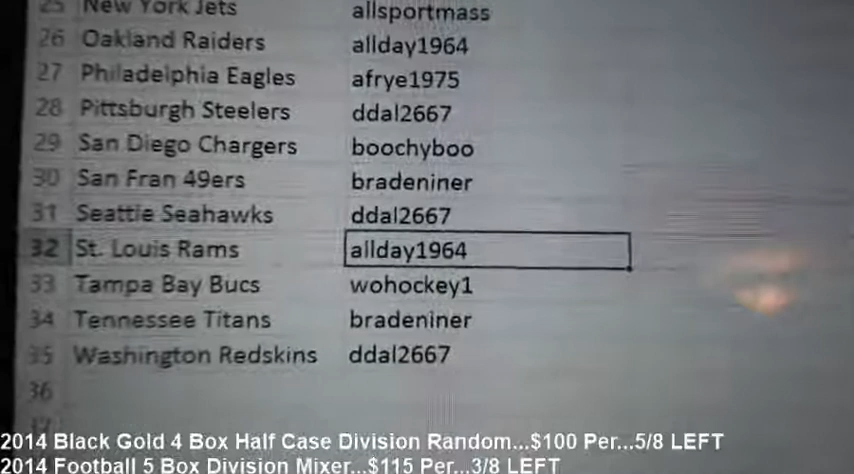 25 New York Jets allsportmass
26 Oakland Raiders allday1964
27 Philadelphia Eagles afrye1975
28 Pittsburgh Steelers ddal2667
29 San Diego Chargers boochyboo
30 San Fran 49ers bradeniner
31 Seattle Seahawks ddal2667
32 St. Louis Rams allday1964
33 Tampa Bay Bucs wohockey1
34 Tennessee Titans bradeniner
35 Washington Redskins ddal2667
36
37
2014 Black Gold 4 Box Half Case Division Random...$100 Per...5/8 LEFT
2014 Football 5 Box Division Mixer...$115 Per...3/8 LEFT